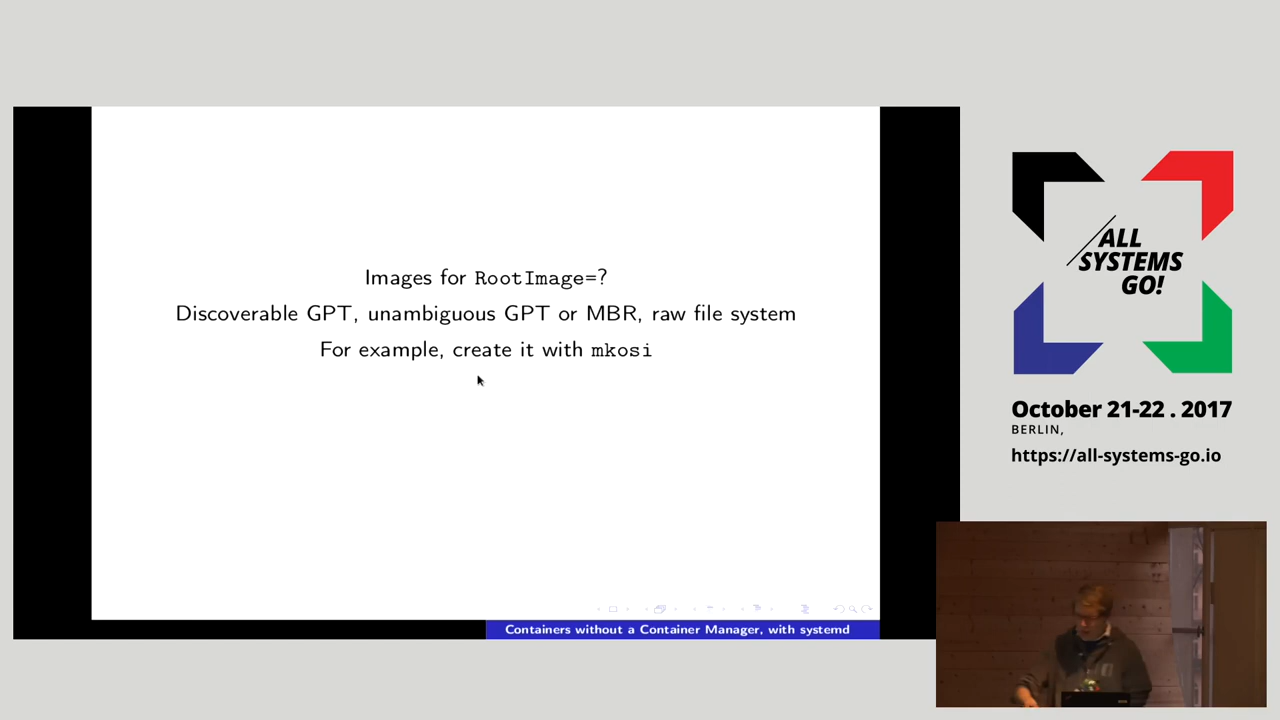 Images for RootImage=?
Discoverable GPT, unambiguous GPT or MBR, raw file system
For example, create it with mkosi
Containers without a Container Manager, with systemd
ALL
SYSTEMS
GO!
October 21-22 . 2017
BERLIN,
https://all-systems-go.io